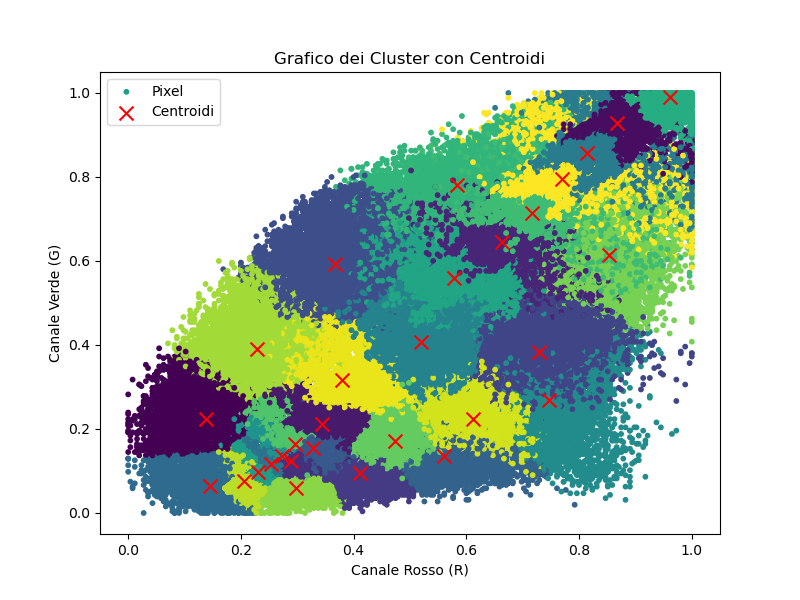 Grafico dei Cluster con Centroidi
Pixel
Centroidi
Canale Verde (G)
1.0
0.8
0.6
0.4
0.2
0.0
0.0 0.2 0.4 0.6 0.8 1.0
Canale Rosso (R)